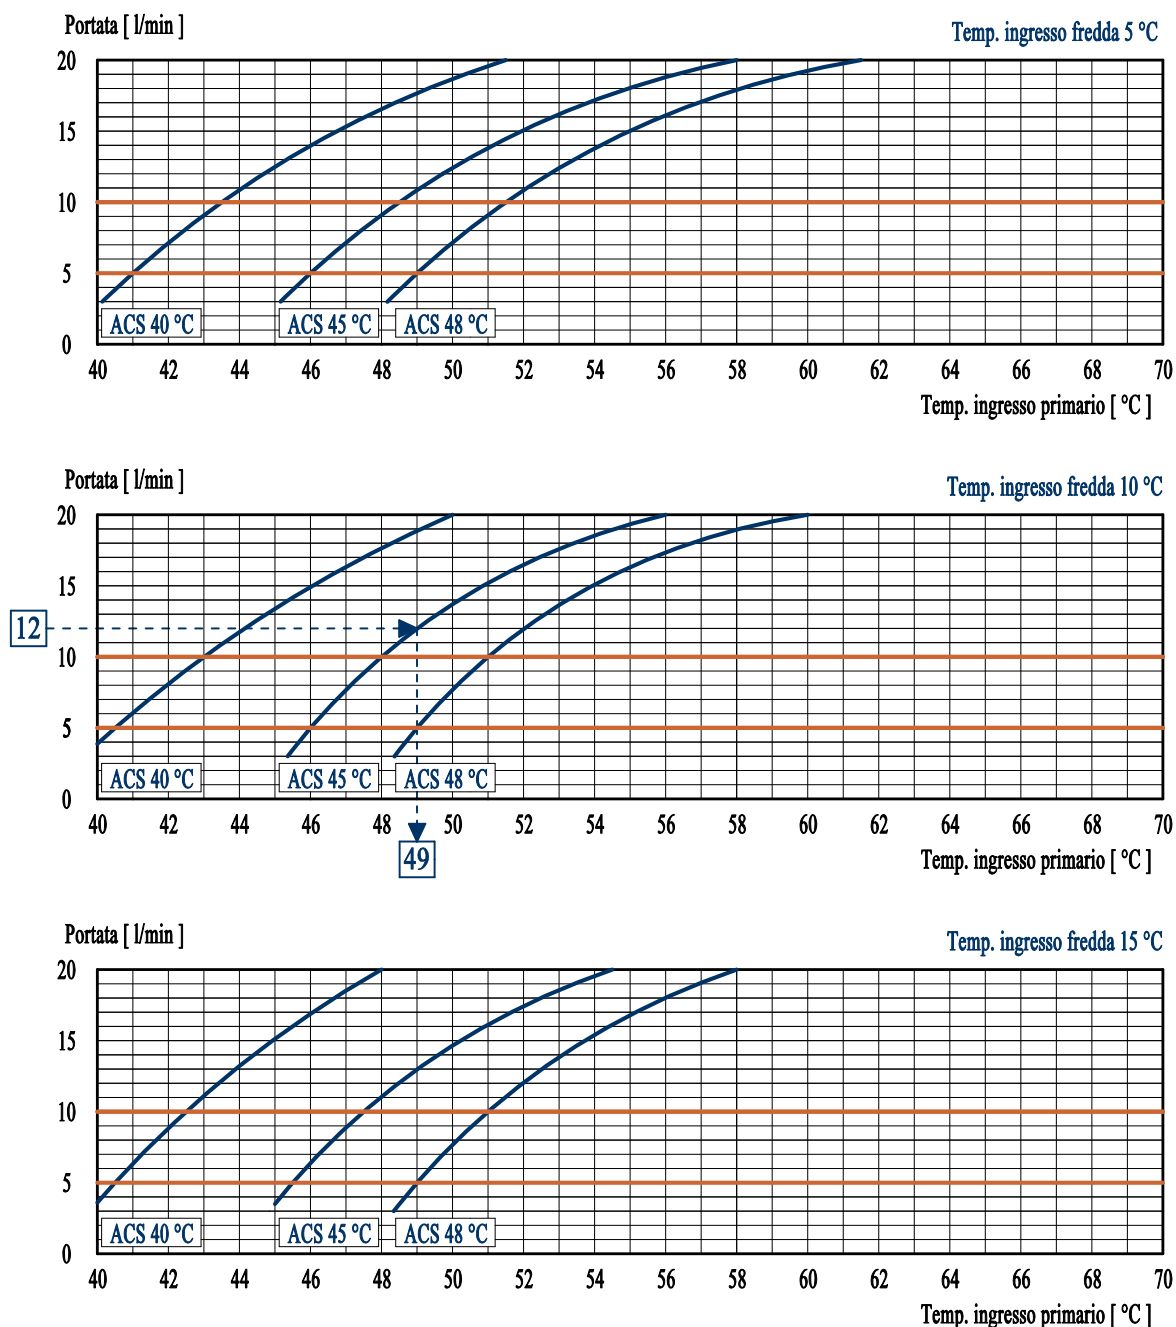 Portata [ l/min ]
Temp. ingresso fredda 5 °C
20
15
10
5
0
ACS 40 °C
ACS 45 °C
ACS 48 °C
40 42 44 46 48 50 52 54 56 58 60 62 64 66 68 70
Temp. ingresso primario [ °C ]
Portata [ l/min ]
Temp. ingresso fredda 10 °C
20
15
12
10
5
0
ACS 40 °C
ACS 45 °C
ACS 48 °C
40 42 44 46 48 50 52 54 56 58 60 62 64 66 68 70
49
Temp. ingresso primario [ °C ]
Portata [ l/min ]
Temp. ingresso fredda 15 °C
20
15
10
5
0
ACS 40 °C
ACS 45 °C
ACS 48 °C
40 42 44 46 48 50 52 54 56 58 60 62 64 66 68 70
Temp. ingresso primario [ °C ]